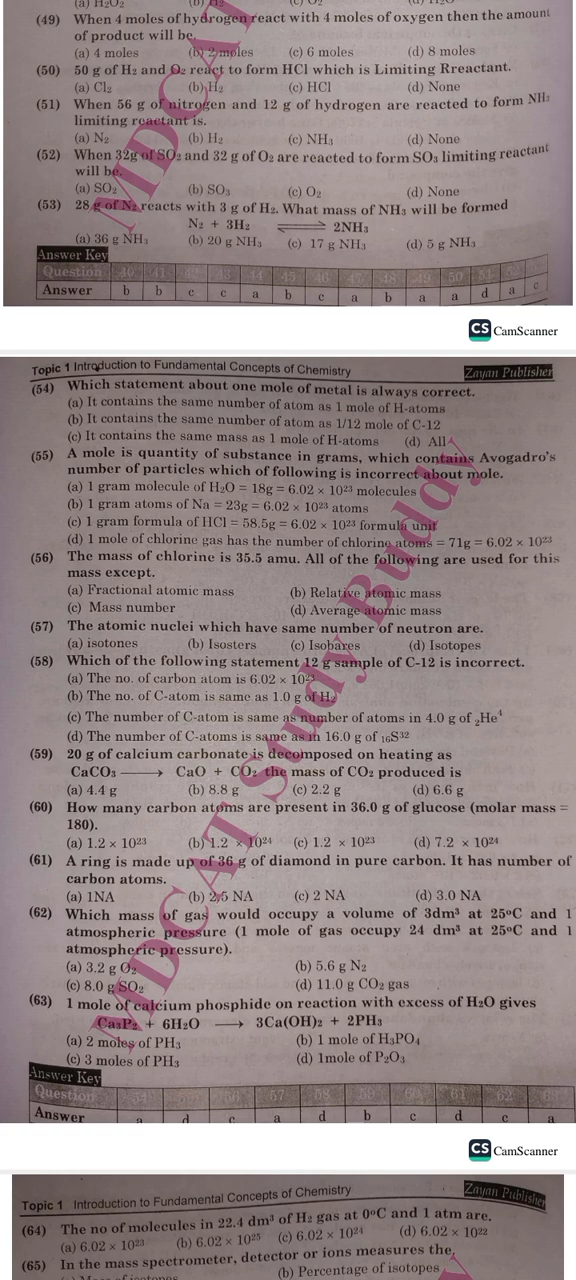 (a) H₂O₂
(49) When 4 moles of hydrogen react with 4 moles of oxygen then the amount
of product will be.
(a) 4 moles (b) 2 moles (c) 6 moles (d) 8 moles
(50) 50 g of H₂ and O₂ react to form HCl which is Limiting Rreactant.
(a) Cl₂ (b) H₂ (c) HCl (d) None
(51) When 56 g of nitrogen and 12 g of hydrogen are reacted to form NH₃
limiting reactant is.
(a) N₂ (b) H₂ (c) NH₃ (d) None
(52) When 32g of SO₂ and 32 g of O₂ are reacted to form SO₃ limiting reactant
will be.
(a) SO₂ (b) SO₃ (c) O₂ (d) None
(53) 28 g of N₂ reacts with 3 g of H₂. What mass of NH₃ will be formed
N₂ + 3H₂ ⇌ 2NH₃
(a) 36 g NH₃ (b) 20 g NH₃ (c) 17 g NH₃ (d) 5 g NH₃
Answer Key
Question 40 41 42 43 44 45 46 47 48 49 50 51
Answer b b c c a b c a b a a d a c
CS CamScanner
Topic 1 Introduction to Fundamental Concepts of Chemistry Zayan Publisher
(54) Which statement about one mole of metal is always correct.
(a) It contains the same number of atom as 1 mole of H-atoms
(b) It contains the same number of atom as 1/12 mole of C-12
(c) It contains the same mass as 1 mole of H-atoms (d) All
(55) A mole is quantity of substance in grams, which contains Avogadro's
number of particles which of following is incorrect about mole.
(a) 1 gram molecule of H₂O = 18g = 6.02 × 10²³ molecules
(b) 1 gram atoms of Na = 23g = 6.02 × 10²³ atoms
(c) 1 gram formula of HCl = 58.5g = 6.02 × 10²³ formula unit
(d) 1 mole of chlorine gas has the number of chlorine atoms = 71g = 6.02 × 10²³
(56) The mass of chlorine is 35.5 amu. All of the following are used for this
mass except.
(a) Fractional atomic mass (b) Relative atomic mass
(c) Mass number (d) Average atomic mass
(57) The atomic nuclei which have same number of neutron are.
(a) isotones (b) Isosters (c) Isobares (d) Isotopes
(58) Which of the following statement 12 g sample of C-12 is incorrect.
(a) The no. of carbon atom is 6.02 × 10²³
(b) The no. of C-atom is same as 1.0 g of H₂
(c) The number of C-atom is same as number of atoms in 4.0 g of ₂He⁴
(d) The number of C-atoms is same as in 16.0 g of ₁₆S³²
(59) 20 g of calcium carbonate is decomposed on heating as
CaCO₃ ⟶ CaO + CO₂ the mass of CO₂ produced is
(a) 4.4 g (b) 8.8 g (c) 2.2 g (d) 6.6 g
(60) How many carbon atoms are present in 36.0 g of glucose (molar mass =
180).
(a) 1.2 × 10²³ (b) 1.2 × 10²⁴ (c) 1.2 × 10²³ (d) 7.2 × 10²⁴
(61) A ring is made up of 36 g of diamond in pure carbon. It has number of
carbon atoms.
(a) 1NA (b) 2.5 NA (c) 2 NA (d) 3.0 NA
(62) Which mass of gas would occupy a volume of 3dm³ at 25°C and 1
atmospheric pressure (1 mole of gas occupy 24 dm³ at 25°C and 1
atmospheric pressure).
(a) 3.2 g O₂ (b) 5.6 g N₂
(c) 8.0 g SO₂ (d) 11.0 g CO₂ gas
(63) 1 mole of calcium phosphide on reaction with excess of H₂O gives
Ca₃P₂ + 6H₂O ⟶ 3Ca(OH)₂ + 2PH₃
(a) 2 moles of PH₃ (b) 1 mole of H₃PO₄
(c) 3 moles of PH₃ (d) 1mole of P₂O₃
Answer Key
Question 54 55 56 57 58 59 60 61 62 63
Answer a d c a d b c d c a
MDCAT Study Buddy
CS CamScanner
Topic 1 Introduction to Fundamental Concepts of Chemistry Zayan Publisher
(64) The no of molecules in 22.4 dm³ of H₂ gas at 0°C and 1 atm are.
(a) 6.02 × 10²³ (b) 6.02 × 10²⁵ (c) 6.02 × 10²⁴ (d) 6.02 × 10²²
(65) In the mass spectrometer, detector or ions measures the,
(b) Percentage of isotopes